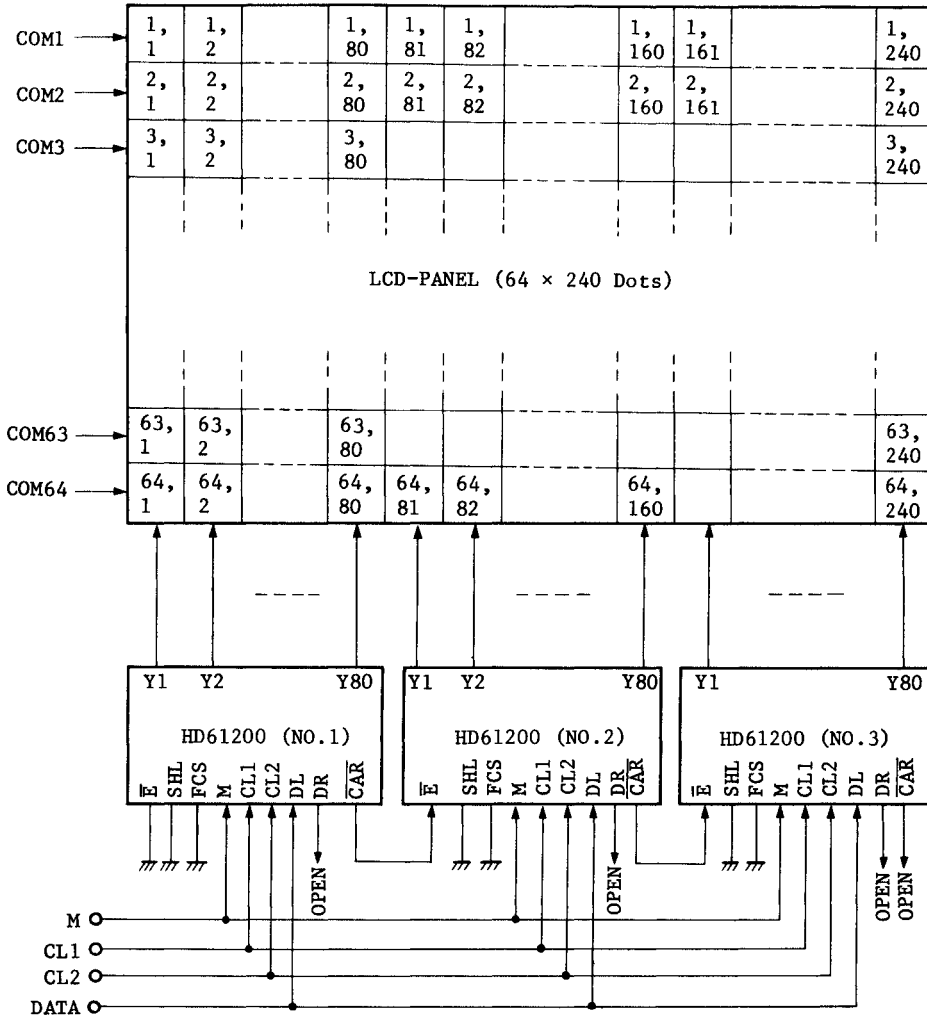 COM1 1, 1, 1, 1, 1, 1, 1, 1,
1 2 80 81 82 160 161 240
COM2 2, 2, 2, 2, 2, 2, 2, 2,
1 2 80 81 82 160 161 240
COM3 3, 3, 3, 3,
1 2 80 240
LCD-PANEL (64 × 240 Dots)
COM63 63, 63, 63, 63,
1 2 80 240
COM64 64, 64, 64, 64, 64, 64, 64,
1 2 80 81 82 160 240
Y1 Y2 Y80 Y1 Y2 Y80 Y1 Y80
HD61200 (NO.1) HD61200 (NO.2) HD61200 (NO.3)
E̅ SHL FCS M CL1 CL2 DL DR C̅A̅R̅ E̅ SHL FCS M CL1 CL2 DL D̅R̅ C̅A̅R̅ E̅ SHL FCS M CL1 CL2 DL DR C̅A̅R̅
OPEN OPEN OPEN OPEN
M
CL1
CL2
DATA